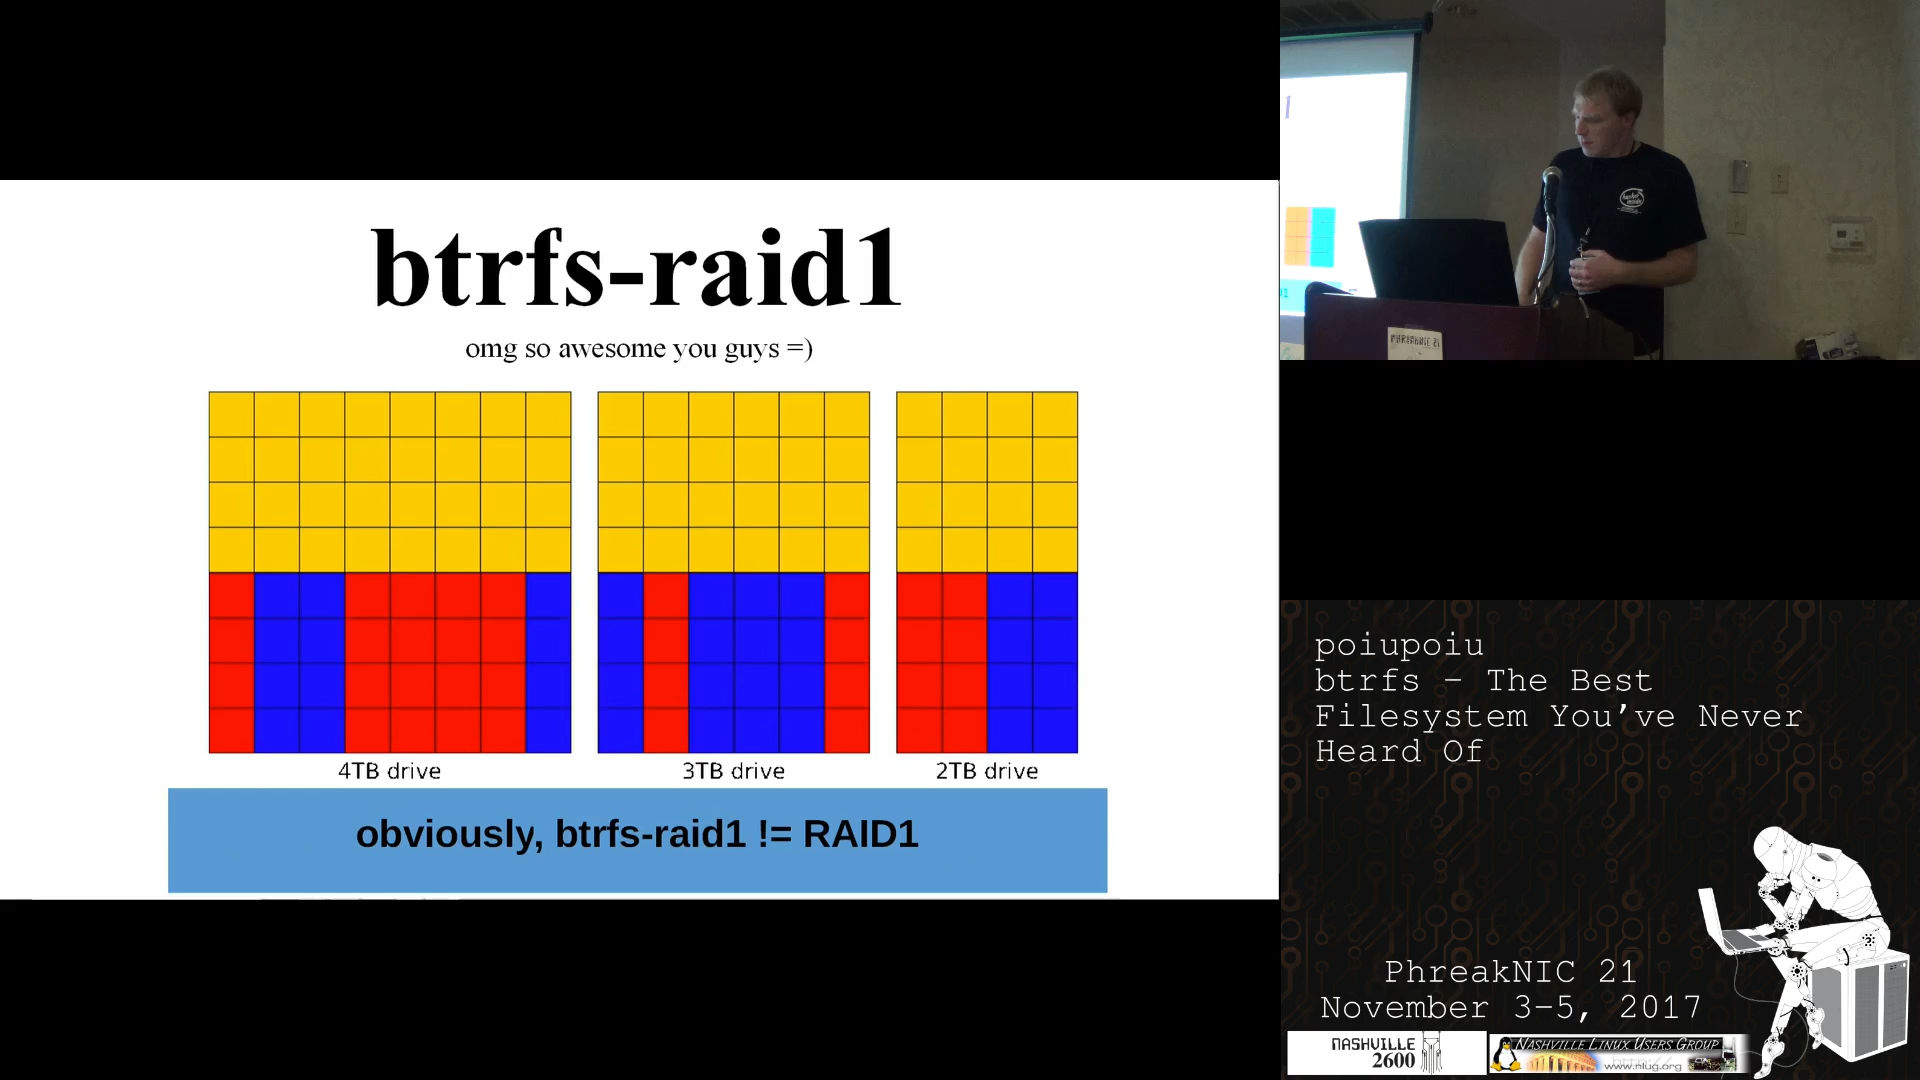 btrfs-raid1
omg so awesome you guys =)
4TB drive
3TB drive
2TB drive
obviously, btrfs-raid1 != RAID1
PHREAKNIC 21
poiupoiu
btrfs – The Best
Filesystem You’ve Never
Heard Of
PhreakNIC 21
November 3–5, 2017
NASHVILLE
2600
NASHVILLE LINUX USERS GROUP
www.nlug.org